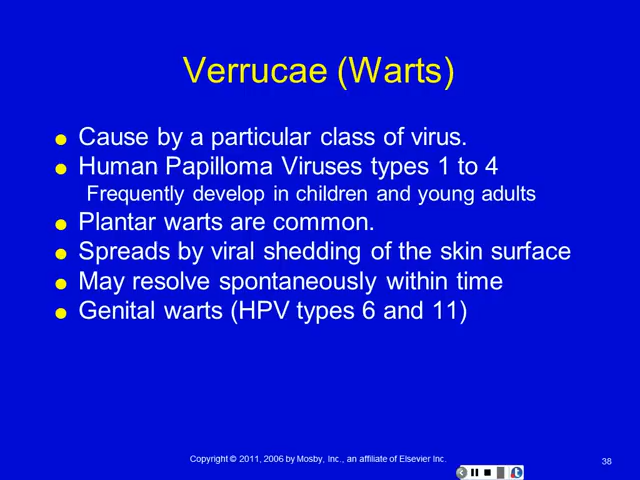 Verrucae (Warts)
Cause by a particular class of virus.
Human Papilloma Viruses types 1 to 4
Frequently develop in children and young adults
Plantar warts are common.
Spreads by viral shedding of the skin surface
May resolve spontaneously within time
Genital warts (HPV types 6 and 11)
Copyright © 2011, 2006 by Mosby, Inc., an affiliate of Elsevier Inc.
38